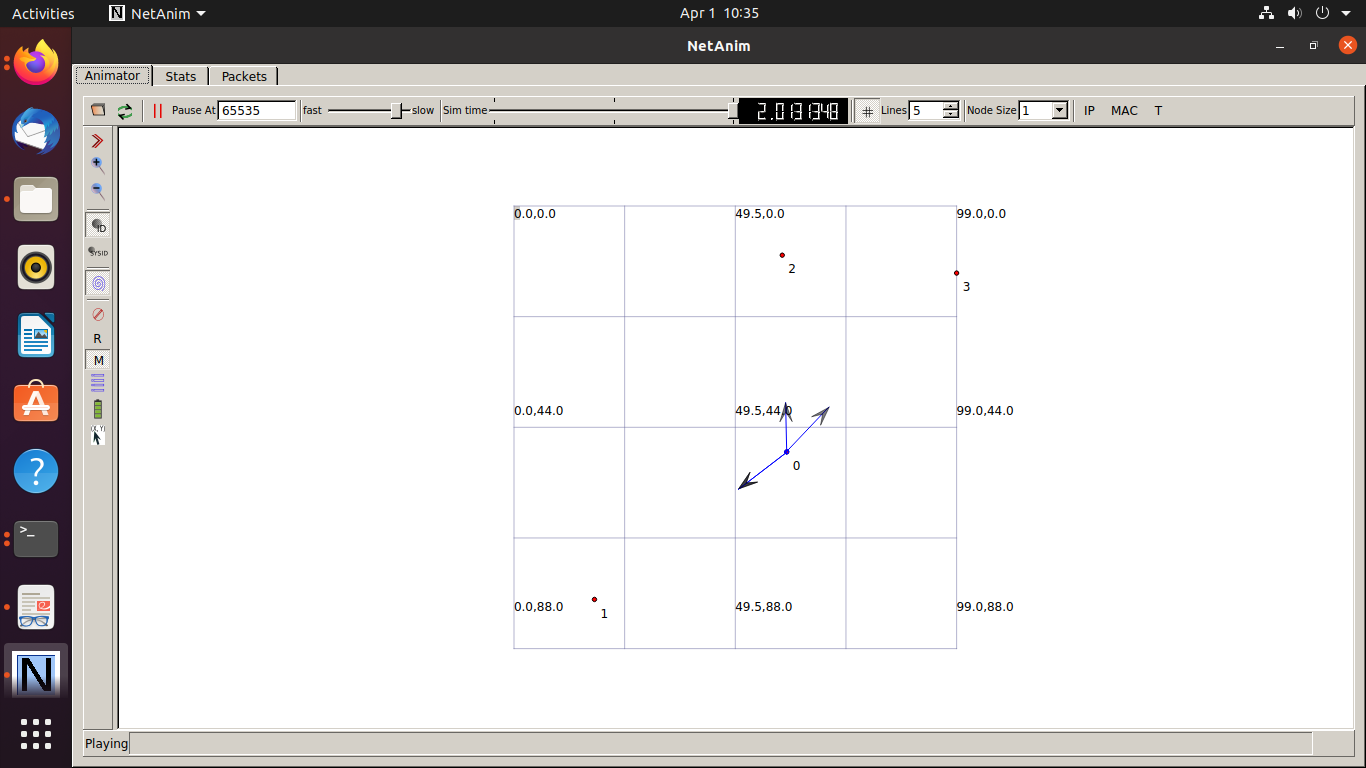 Activities NetAnim Apr 1 10:35
NetAnim
Animator Stats Packets
Pause At 65535 fast slow Sim time 2.013148 Lines 5 Node Size 1 IP MAC T
ID
SYSID
R
M
(X,Y)
0.0,0.0 49.5,0.0 99.0,0.0
2
3
0.0,44.0 49.5,44.0 99.0,44.0
0
0.0,88.0 49.5,88.0 99.0,88.0
1
>_
?
N
Playing